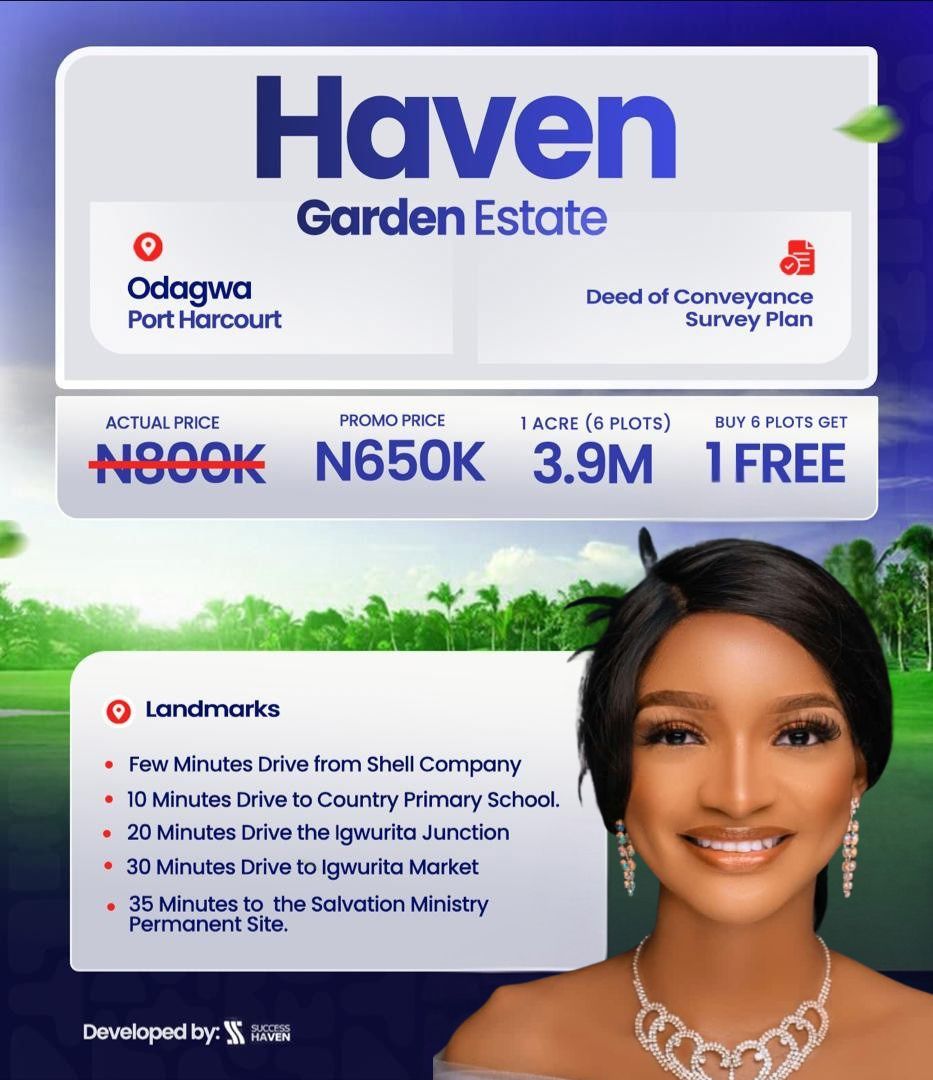 Haven
Garden Estate
Odagwa
Port Harcourt
Deed of Conveyance
Survey Plan
ACTUAL PRICE
N800K
PROMO PRICE
N650K
1 ACRE (6 PLOTS)
3.9M
BUY 6 PLOTS GET
1 FREE
Landmarks
• Few Minutes Drive from Shell Company
• 10 Minutes Drive to Country Primary School.
• 20 Minutes Drive the Igwurita Junction
• 30 Minutes Drive to Igwurita Market
• 35 Minutes to the Salvation Ministry
Permanent Site.
Developed by: SUCCESS
HAVEN